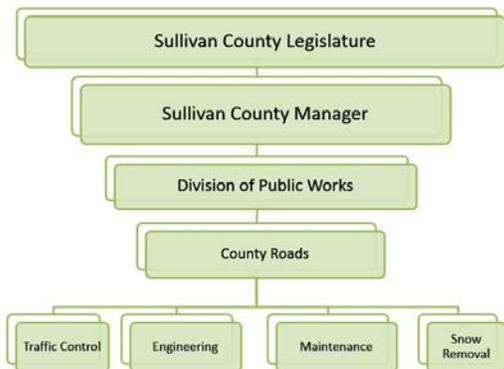 Sullivan County Legislature
Sullivan County Manager
Division of Public Works
County Roads
Traffic Control
Engineering
Maintenance
Snow
Removal